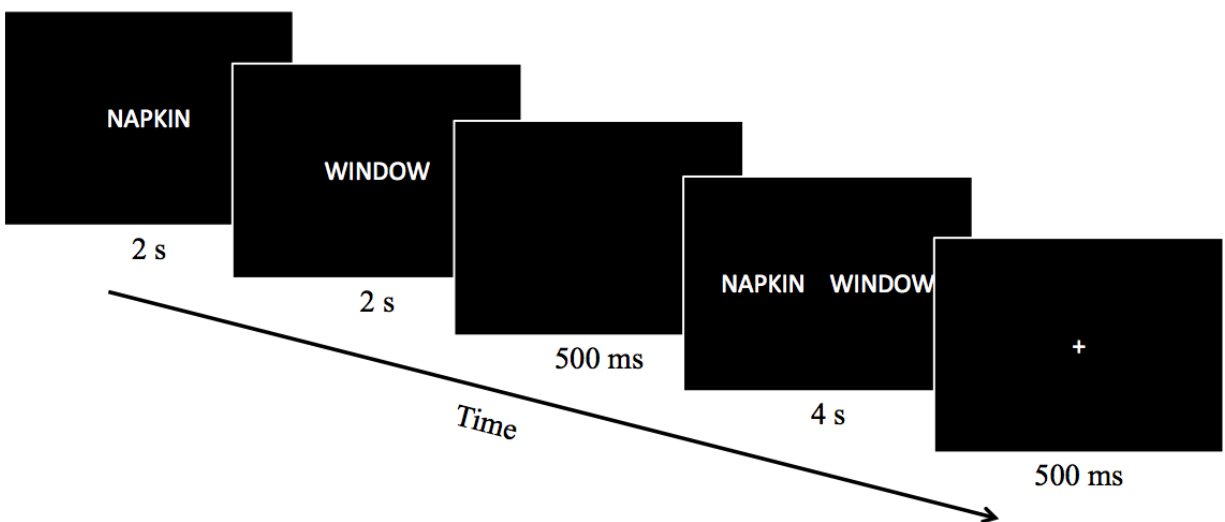 NAPKIN
2 s
WINDOW
2 s
500 ms
NAPKIN WINDOW
4 s
+
500 ms
Time